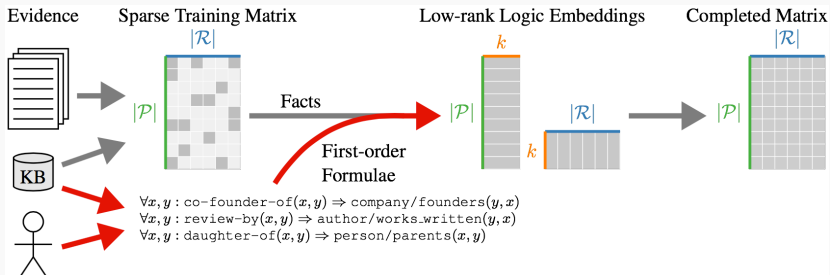 Evidence
Sparse Training Matrix
Low-rank Logic Embeddings
Completed Matrix
|R|
k
|R|
|P|
Facts
|P|
|R|
|P|
k
First-order
Formulae
KB
∀x, y : co-founder-of(x, y) ⇒ company/founders(y, x)
∀x, y : review-by(x, y) ⇒ author/works_written(y, x)
∀x, y : daughter-of(x, y) ⇒ person/parents(x, y)